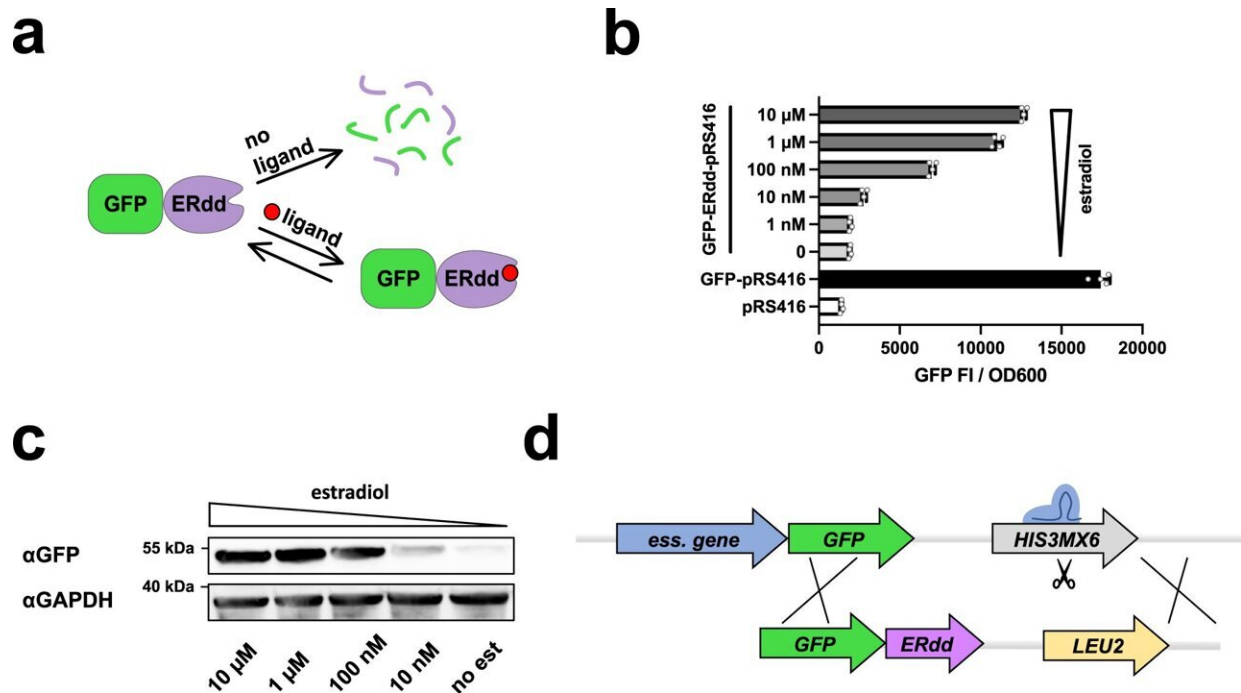 a
no
ligand
GFP
ERdd
ligand
GFP
ERdd
b
GFP-ERdd-pRS416
10 µM
1 µM
100 nM
10 nM
1 nM
0
GFP-pRS416
pRS416
estradiol
0
5000
10000
15000
20000
GFP FI / OD600
c
estradiol
αGFP
55 kDa
40 kDa
αGAPDH
10 µM
1 µM
100 nM
10 nM
no est
d
ess. gene
GFP
HIS3MX6
GFP
ERdd
LEU2